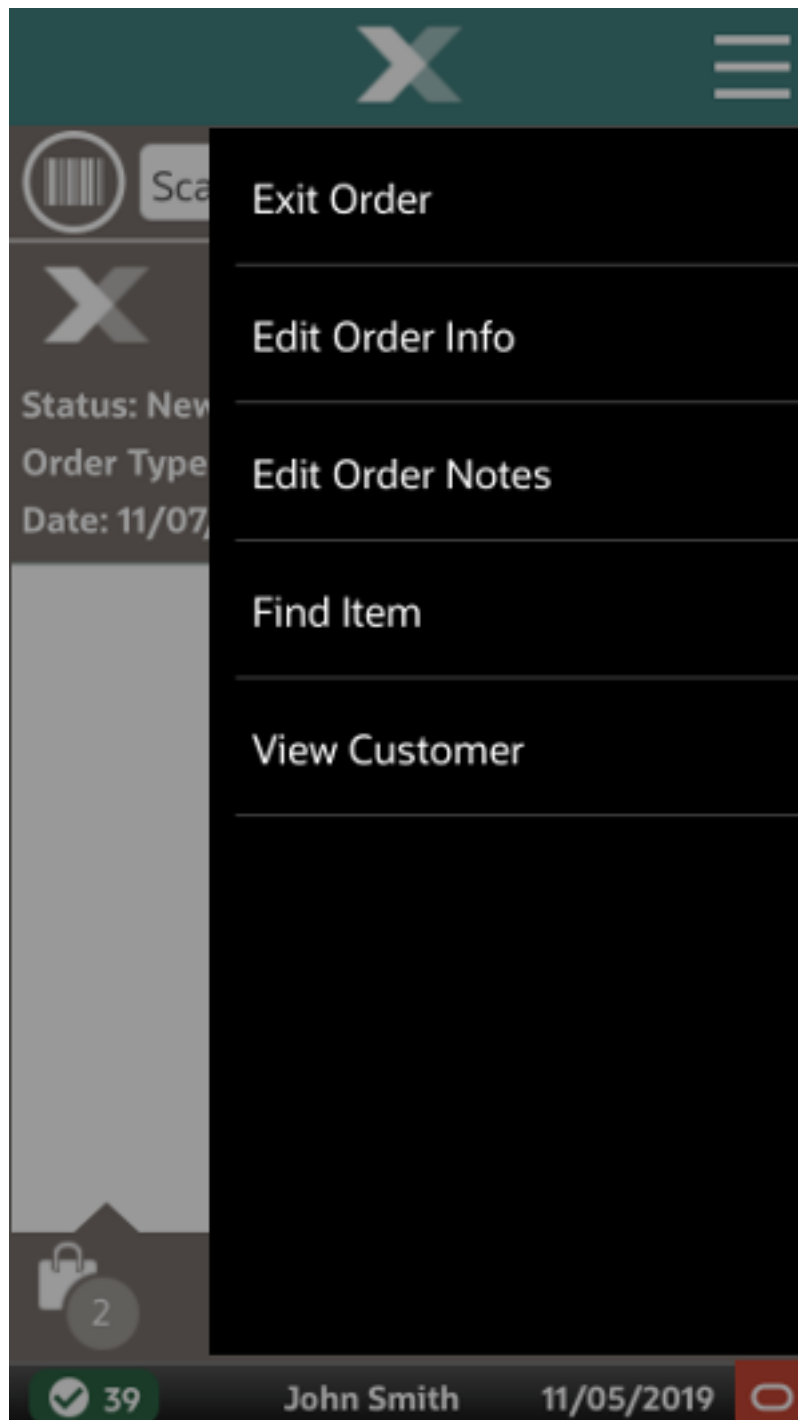 Sca
Exit Order
Edit Order Info
Status: New
Edit Order Notes
Order Type
Date: 11/07/
Find Item
View Customer
2
39 John Smith 11/05/2019 0